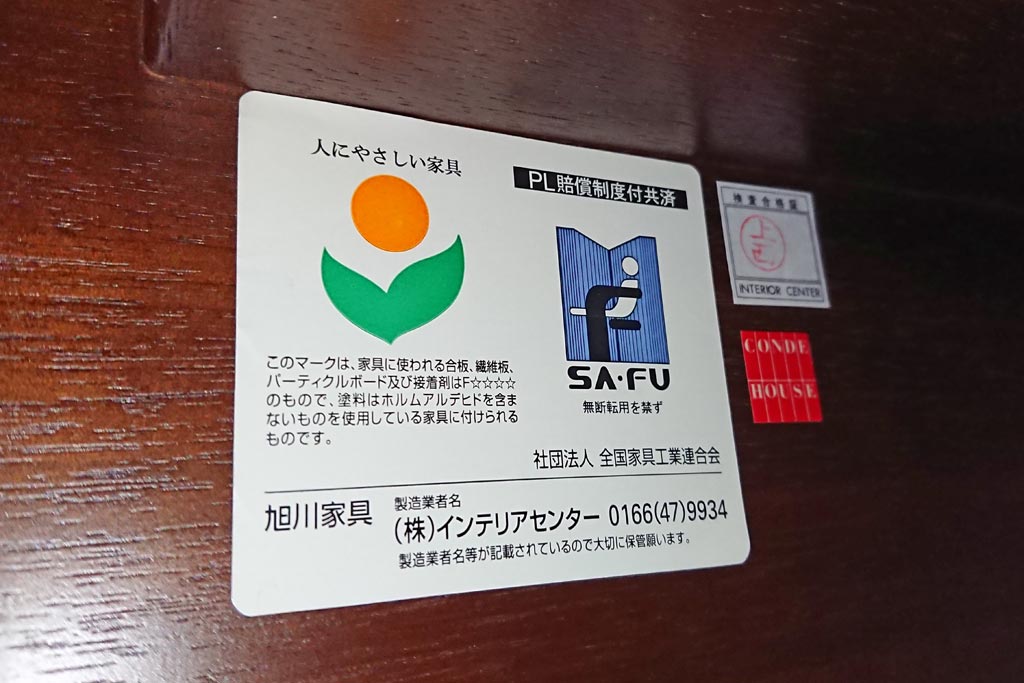 人にやさしい家具
PL賠償制度付共済
このマークは、家具に使われる合板、繊維板、
パーティクルボード及び接着剤はF☆☆☆☆
のもので、塗料はホルムアルデヒドを含ま
ないものを使用している家具に付けられる
ものです。
SA・FU
無断転用を禁ず
社団法人 全国家具工業連合会
旭川家具
製造業者名
(株)インテリアセンター 0166(47)9934
製造業者名等が記載されているので大切に保管願います。
検査合格証
INTERIOR CENTER
CONDE
HOUSE